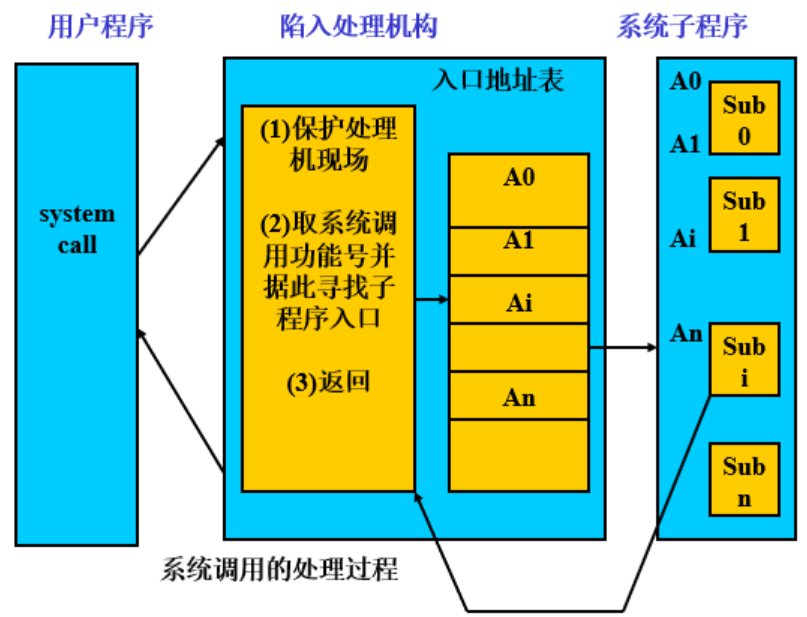 用户程序
陷入处理机构
系统子程序
system
call
入口地址表
(1)保护处理
机现场
(2)取系统调
用功能号并
据此寻找子
程序入口
(3)返回
A0
A1
Ai
An
A0
A1
Ai
An
Sub
0
Sub
1
Sub
i
Sub
n
系统调用的处理过程